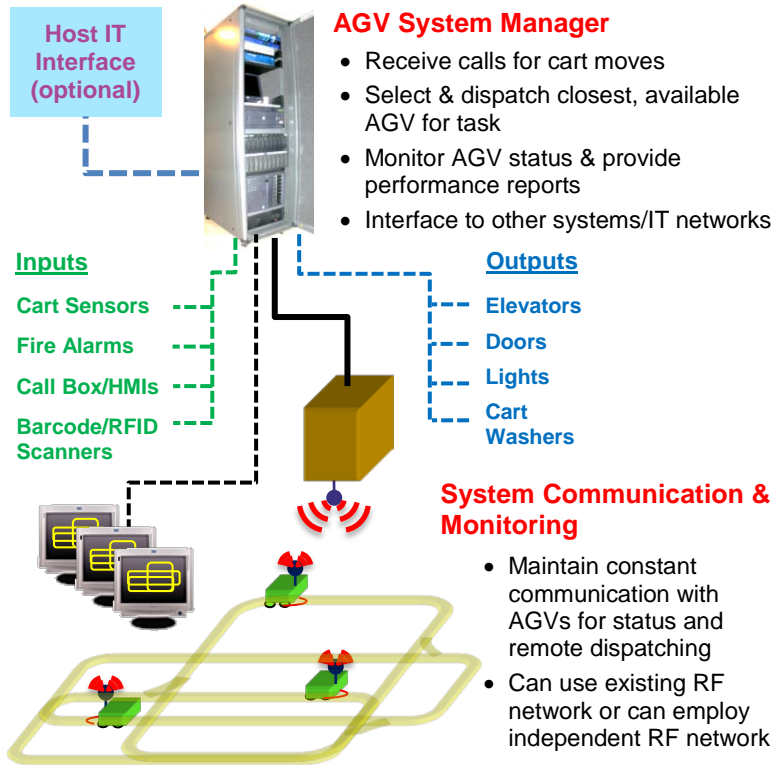 Host IT
Interface
(optional)
AGV System Manager
• Receive calls for cart moves
• Select & dispatch closest, available
AGV for task
• Monitor AGV status & provide
performance reports
• Interface to other systems/IT networks
Inputs
Cart Sensors
Fire Alarms
Call Box/HMIs
Barcode/RFID
Scanners
Outputs
Elevators
Doors
Lights
Cart
Washers
System Communication &
Monitoring
• Maintain constant
communication with
AGVs for status and
remote dispatching
• Can use existing RF
network or can employ
independent RF network